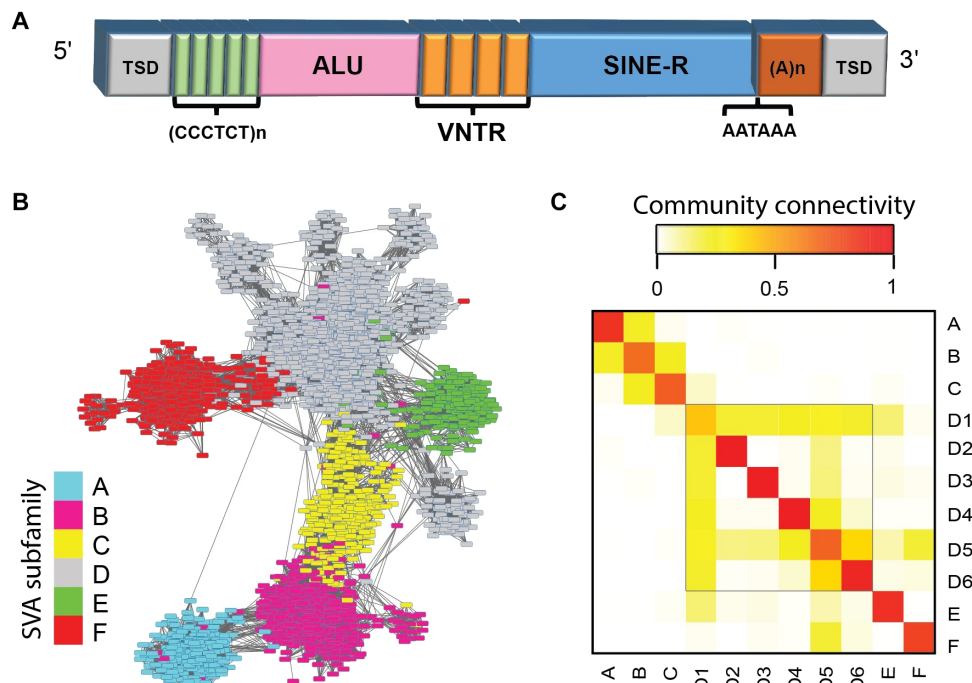 A
5'
TSD
ALU
SINE-R
(A)n
TSD
3'
(CCCTCT)n
VNTR
AATAAA
B
SVA subfamily
A
B
C
D
E
F
C
Community connectivity
0
0.5
1
A
B
C
D1
D2
D3
D4
D5
D6
E
F
A
B
C
D1
D2
D3
D4
D5
D6
E
F